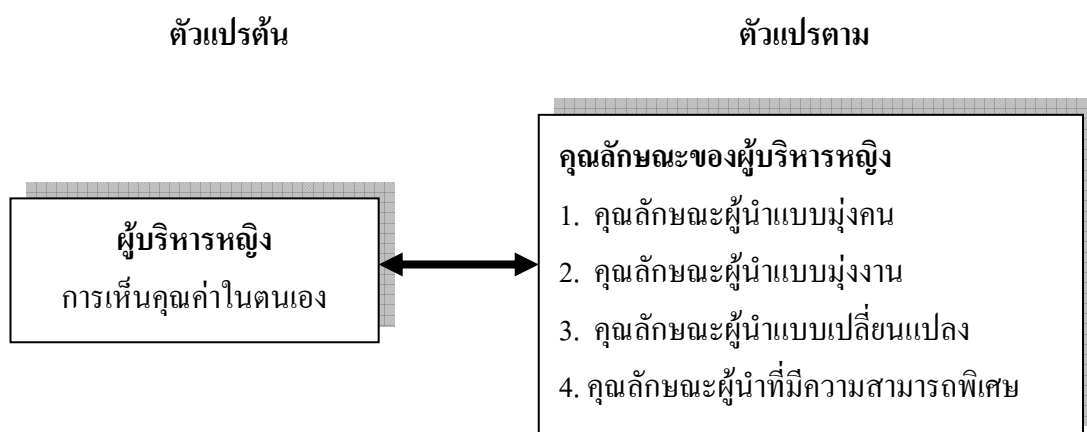 ตัวแปรต้น
ตัวแปรตาม
ผู้บริหารหญิง
การเห็นคุณค่าในตนเอง
คุณลักษณะของผู้บริหารหญิง
1. คุณลักษณะผู้นำแบบมุ่งคน
2. คุณลักษณะผู้นำแบบมุ่งงาน
3. คุณลักษณะผู้นำแบบเปลี่ยนแปลง
4. คุณลักษณะผู้นำที่มีความสามารถพิเศษ